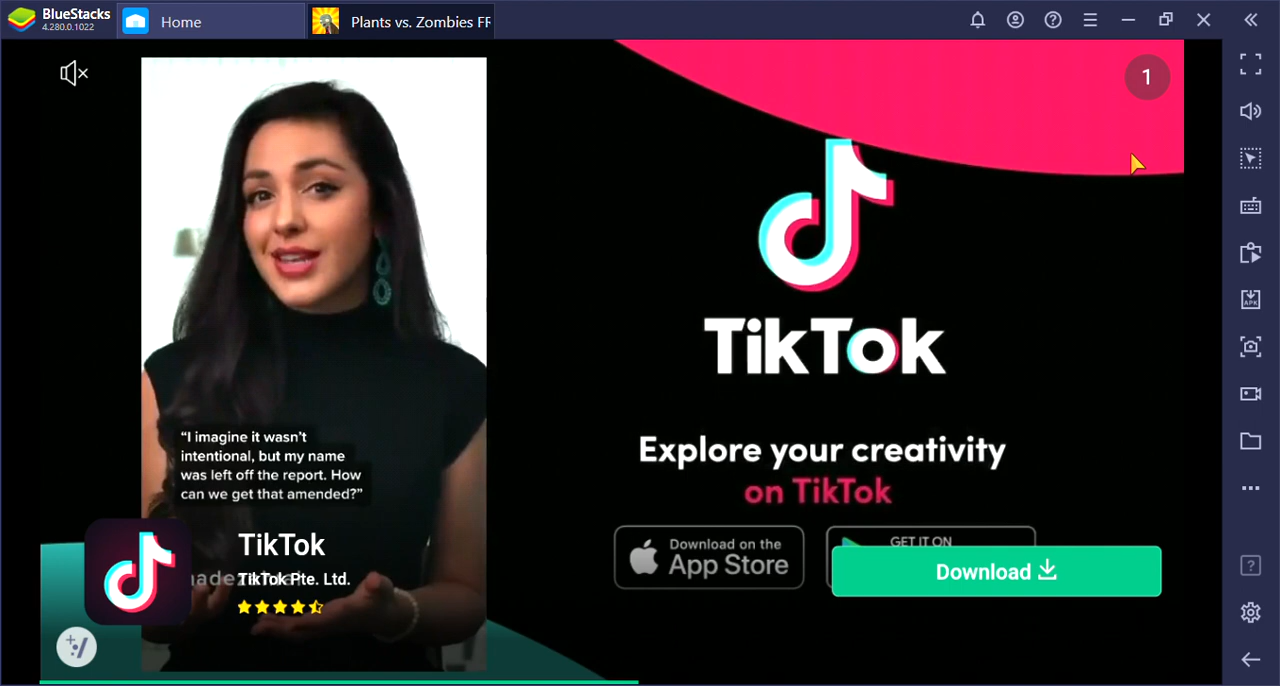 BlueStacks
4.280.0.1022
Home
Plants vs. Zombies FR
1
TikTok
Explore your creativity
on TikTok
“I imagine it wasn’t
intentional, but my name
was left off the report. How
can we get that amended?”
TikTok
TikTok Pte. Ltd.
Download on the
App Store
GET IT ON
Download
APK